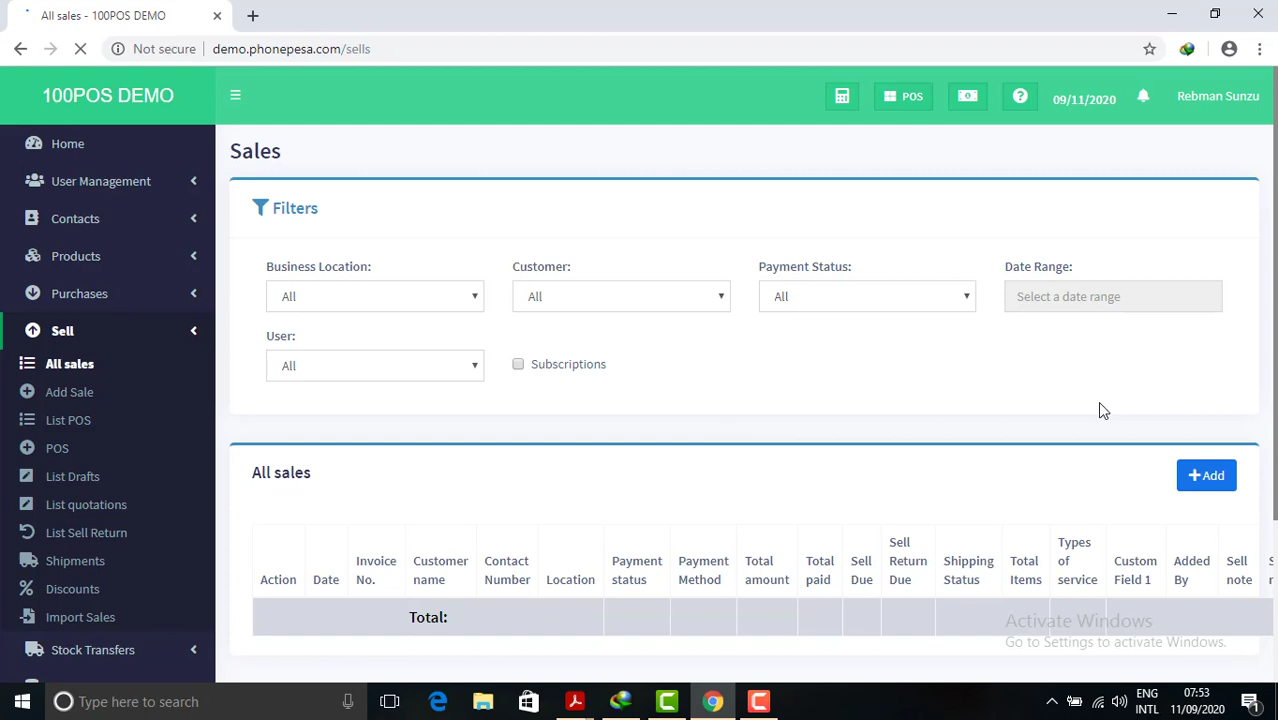 All sales - 100POS DEMO
Not secure
demo.phonepesa.com/sells
100POS DEMO
POS
09/11/2020
Rebman Sunzu
Home
User Management
Contacts
Products
Purchases
Sell
All sales
Add Sale
List POS
POS
List Drafts
List quotations
List Sell Return
Shipments
Discounts
Import Sales
Stock Transfers
Sales
Filters
Business Location:
All
Customer:
All
Payment Status:
All
Date Range:
Select a date range
User:
All
Subscriptions
All sales
Add
Action
Date
Invoice No.
Customer name
Contact Number
Location
Payment status
Payment Method
Total amount
Total paid
Sell Due
Sell Return Due
Shipping Status
Total Items
Types of service
Custom Field 1
Added By
Sell note
Total:
Activate Windows
Go to Settings to activate Windows.
Type here to search
ENG
INTL
07:53
11/09/2020